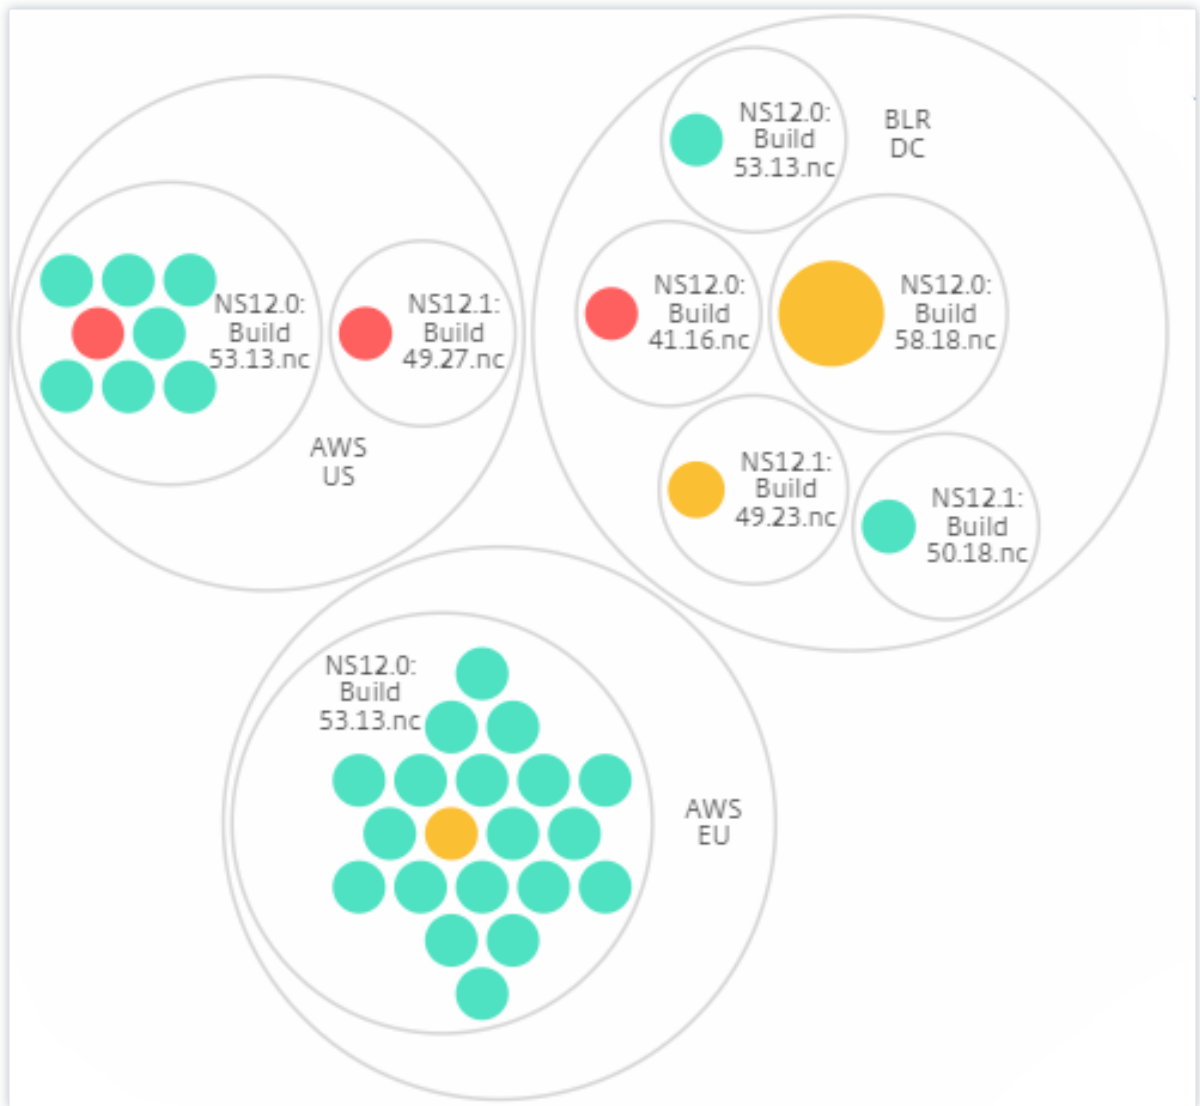 NS12.0:
Build
53.13.nc
BLR
DC
NS12.0:
Build
41.16.nc
NS12.0:
Build
58.18.nc
NS12.0:
Build
53.13.nc
NS12.1:
Build
49.27.nc
AWS
US
NS12.1:
Build
49.23.nc
NS12.1:
Build
50.18.nc
NS12.0:
Build
53.13.nc
AWS
EU